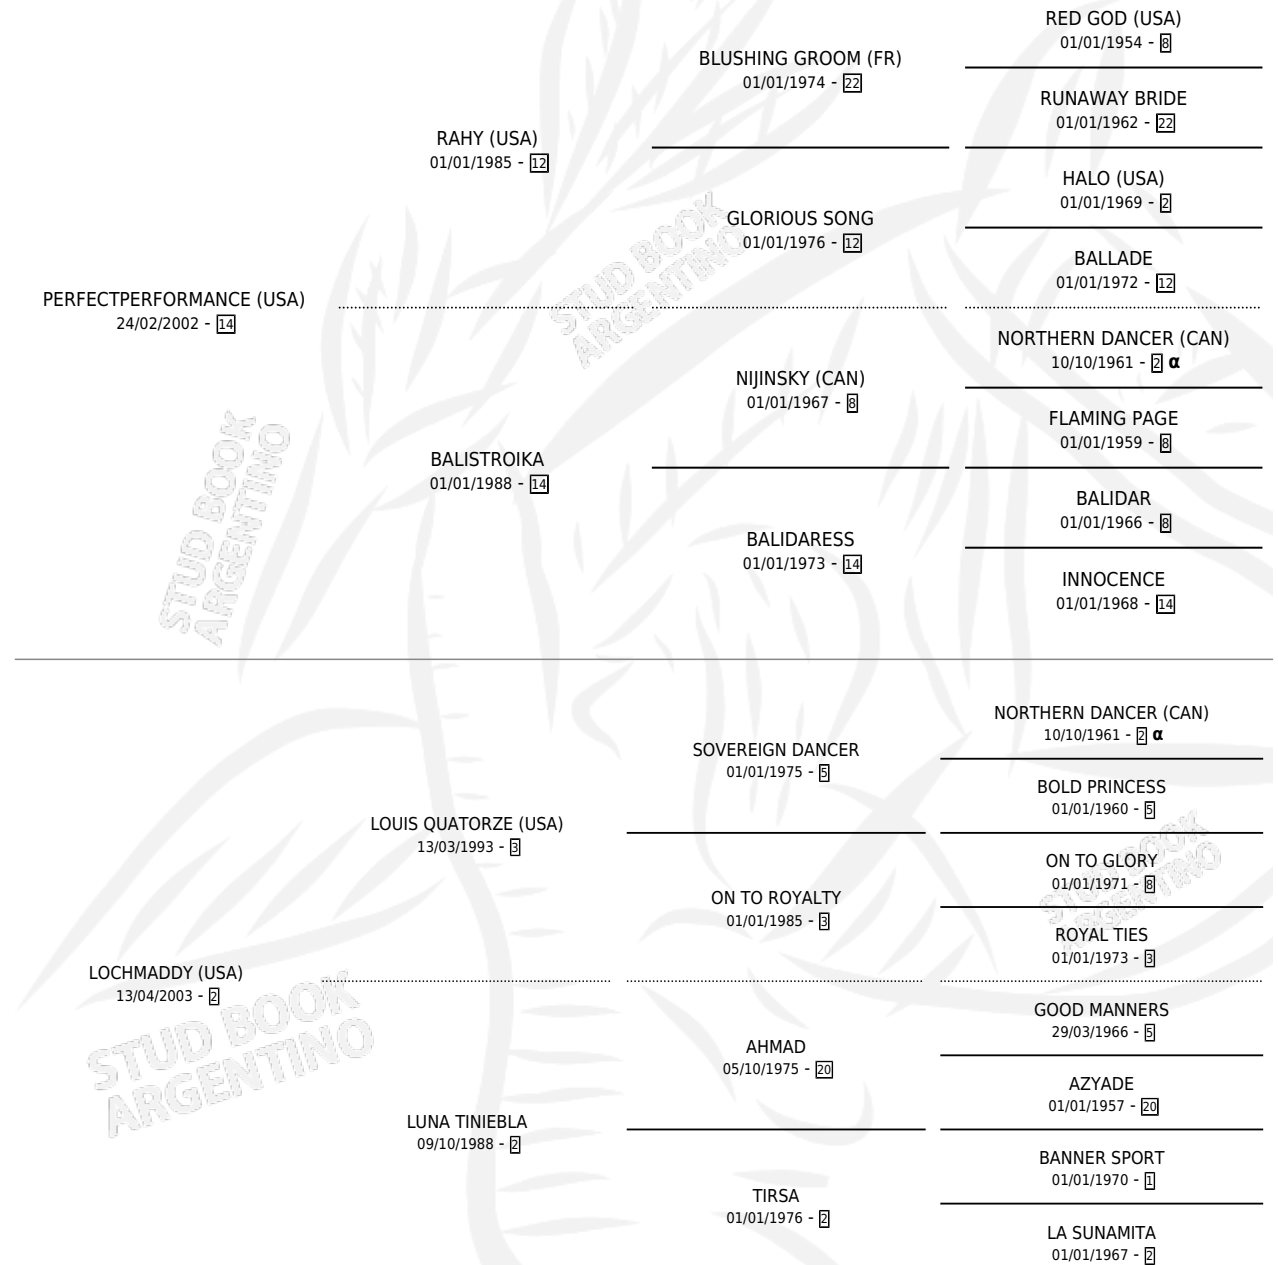 RED GOD (USA)
01/01/1954 - 8
BLUSHING GROOM (FR)
01/01/1974 - 22
RUNAWAY BRIDE
01/01/1962 - 22
RAHY (USA)
01/01/1985 - 12
HALO (USA)
01/01/1969 - 2
GLORIOUS SONG
01/01/1976 - 12
BALLADE
01/01/1972 - 12
PERFECTPERFORMANCE (USA)
24/02/2002 - 14
NORTHERN DANCER (CAN)
10/10/1961 - 2 α
NIJINSKY (CAN)
01/01/1967 - 8
FLAMING PAGE
01/01/1959 - 8
BALISTROIKA
01/01/1988 - 14
BALIDAR
01/01/1966 - 8
BALIDARESS
01/01/1973 - 14
INNOCENCE
01/01/1968 - 14
NORTHERN DANCER (CAN)
10/10/1961 - 2 α
SOVEREIGN DANCER
01/01/1975 - 5
BOLD PRINCESS
01/01/1960 - 5
LOUIS QUATORZE (USA)
13/03/1993 - 3
ON TO GLORY
01/01/1971 - 8
ON TO ROYALTY
01/01/1985 - 3
ROYAL TIES
01/01/1973 - 3
LOCHMADDY (USA)
13/04/2003 - 2
GOOD MANNERS
29/03/1966 - 5
AHMAD
05/10/1975 - 20
AZYADE
01/01/1957 - 20
LUNA TINIEBLA
09/10/1988 - 2
BANNER SPORT
01/01/1970 - 1
TIRSA
01/01/1976 - 2
LA SUNAMITA
01/01/1967 - 2
STUD BOOK
ARGENTINO
STUD BOOK
ARGENTINO
STUD BOOK
ARGENTINO
STUD BOOK
ARGENTINO